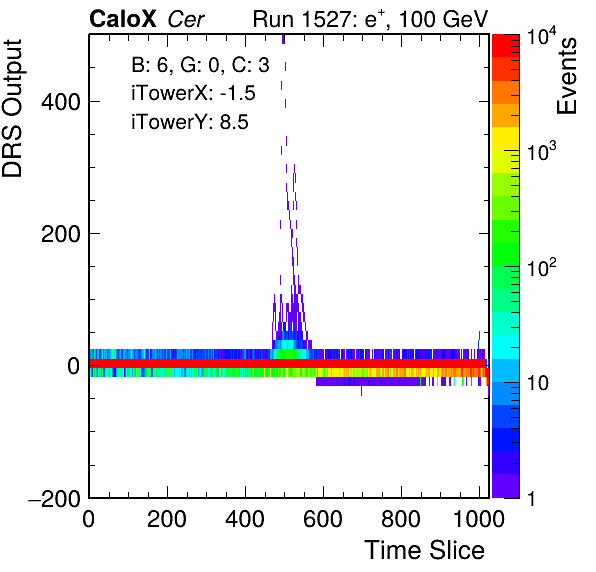 CaloX Cer Run 1527: e⁺, 100 GeV
B: 6, G: 0, C: 3
iTowerX: -1.5
iTowerY: 8.5
DRS Output
400
200
0
−200
0 200 400 600 800 1000
Time Slice
10⁴
10³
10²
10
1
Events